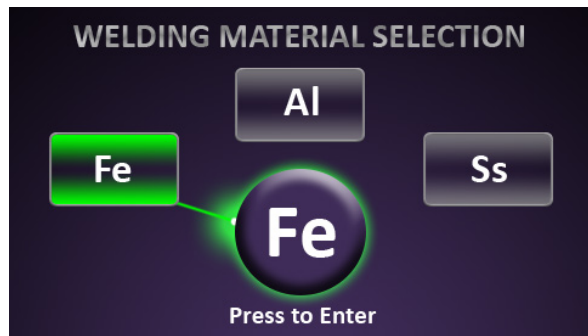 WELDING MATERIAL SELECTION
Al
Fe
Ss
Fe
Press to Enter